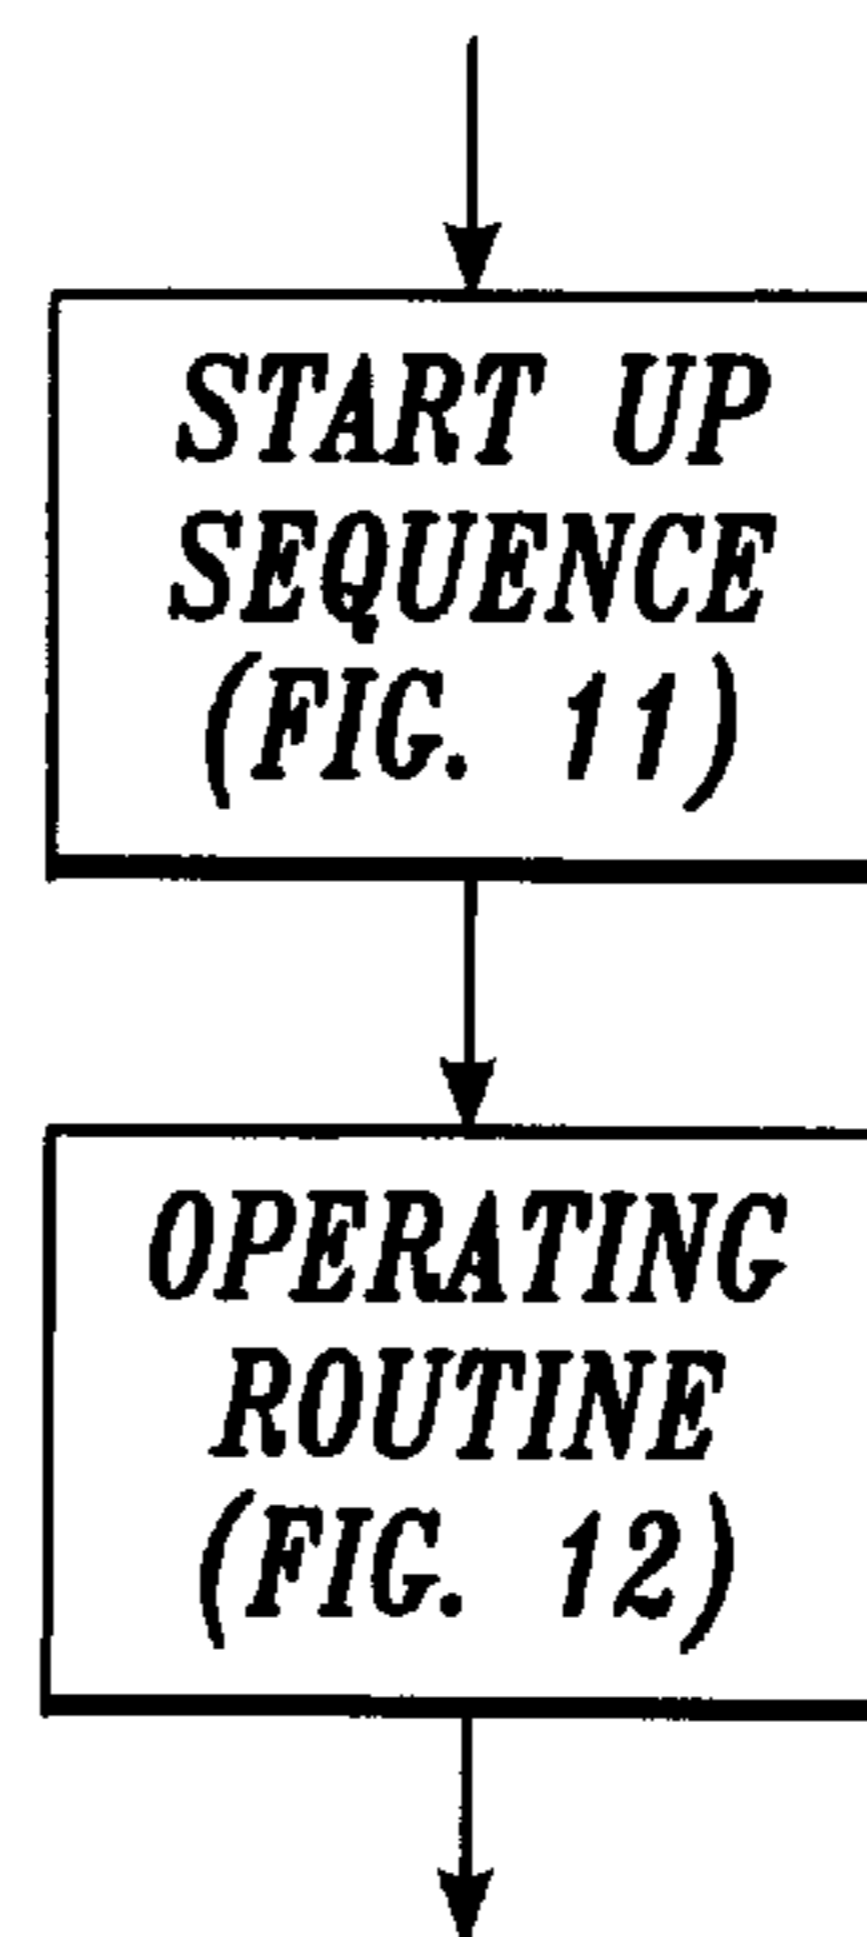 START UP
SEQUENCE
(FIG. 11)
OPERATING
ROUTINE
(FIG. 12)